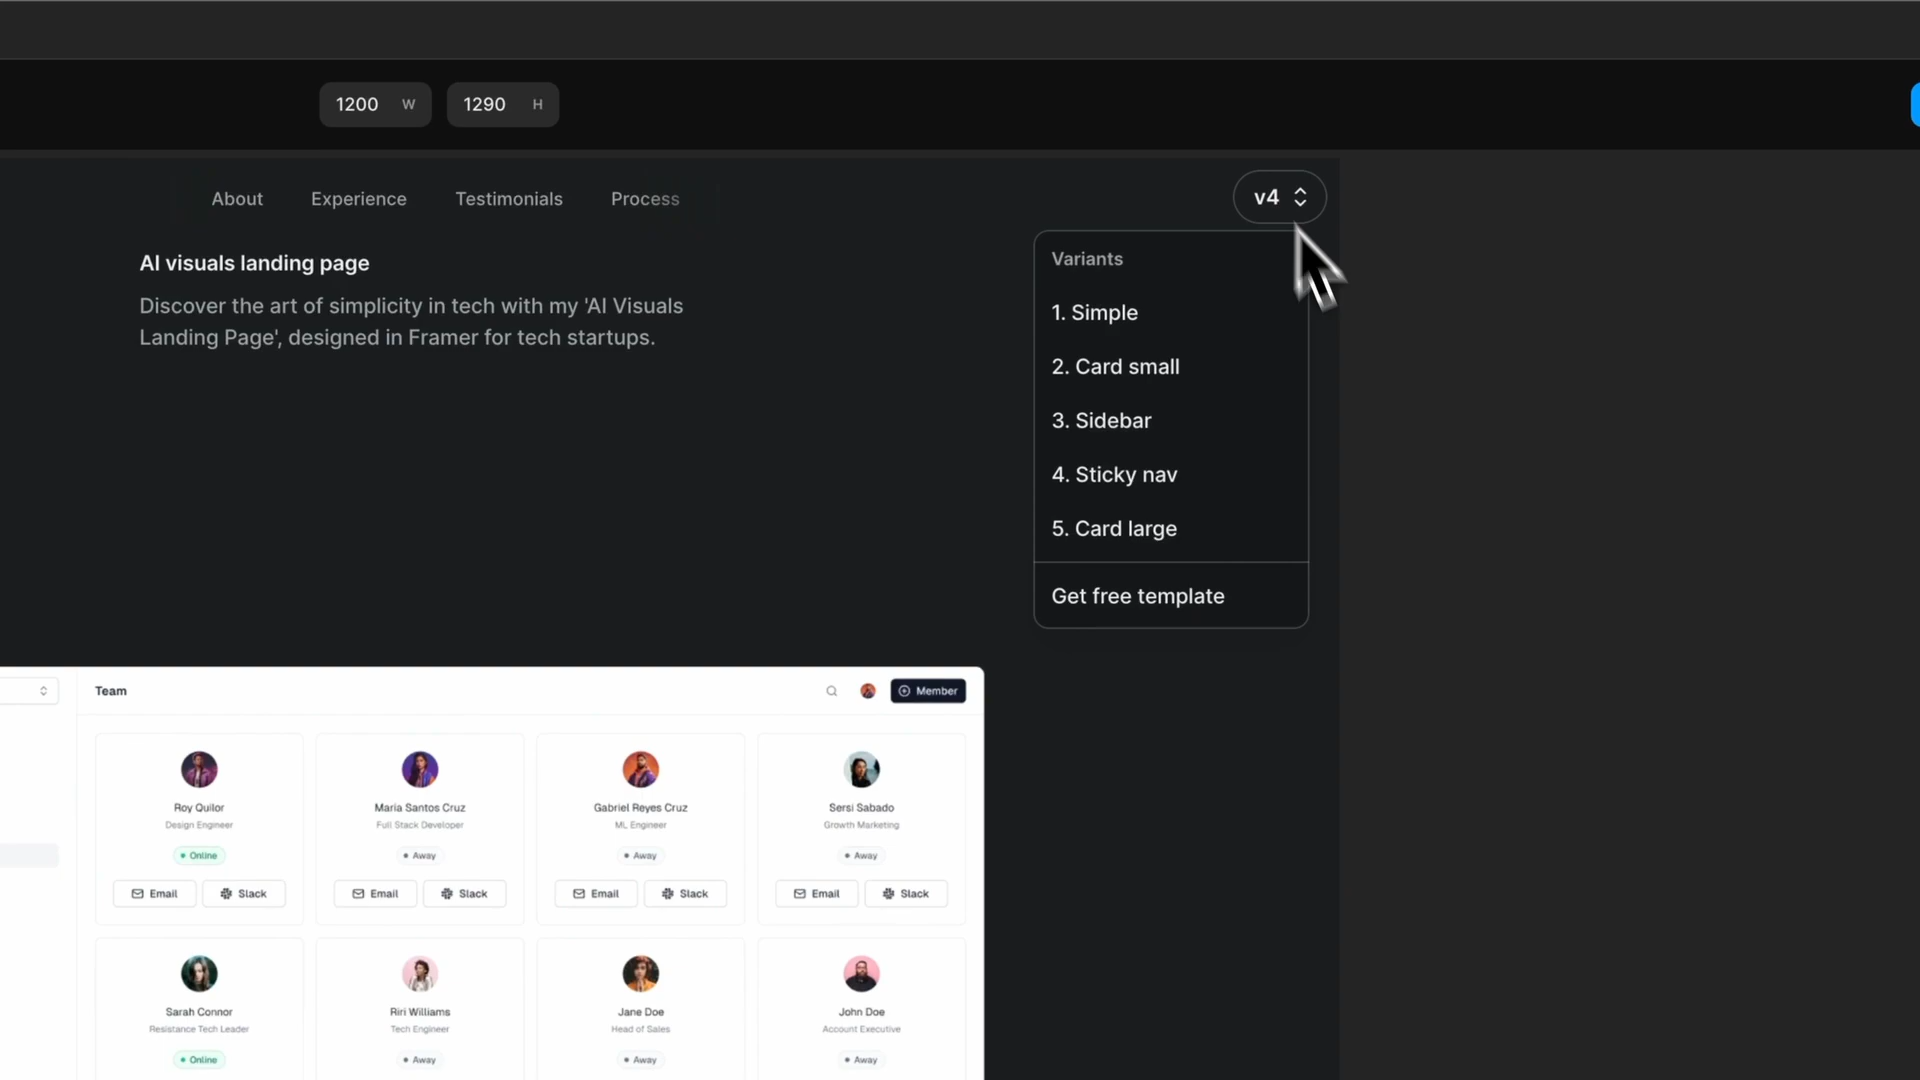 1200 W
1290 H
About
Experience
Testimonials
Process
v4
AI visuals landing page
Discover the art of simplicity in tech with my 'AI Visuals
Landing Page', designed in Framer for tech startups.
Variants
1. Simple
2. Card small
3. Sidebar
4. Sticky nav
5. Card large
Get free template
Team
Member
Roy Quilor
Design Engineer
Online
Email
Slack
Maria Santos Cruz
Full Stack Developer
Away
Email
Slack
Gabriel Reyes Cruz
ML Engineer
Away
Email
Slack
Sersi Sabado
Growth Marketing
Away
Email
Slack
Sarah Connor
Resistance Tech Leader
Online
Riri Williams
Tech Engineer
Away
Jane Doe
Head of Sales
Away
John Doe
Account Executive
Away